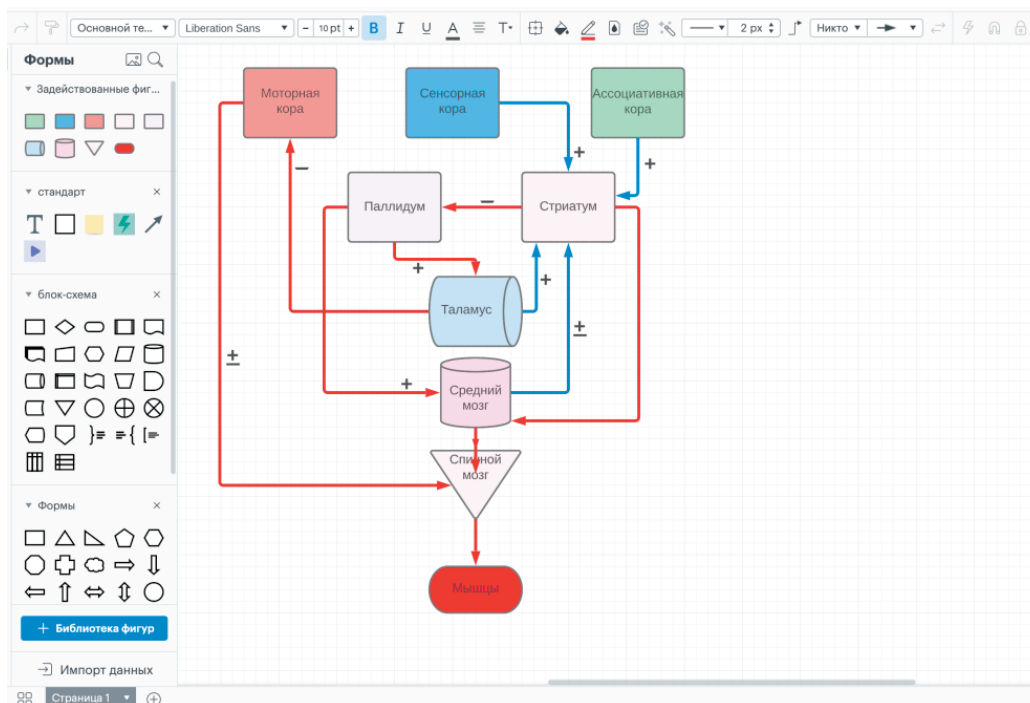 Основной те...
Liberation Sans
− 10 pt +
B
I
U
A
T
2 px
Никто
Формы
Задействованные фиг...
стандарт
T
блок-схема
Формы
+ Библиотека фигур
Импорт данных
Страница 1
Моторная
кора
Сенсорная
кора
Ассоциативная
кора
+
+
−
Паллидум
−
Стриатум
+
+
Таламус
±
±
+
Средний
мозг
Спинной
мозг
Мышцы